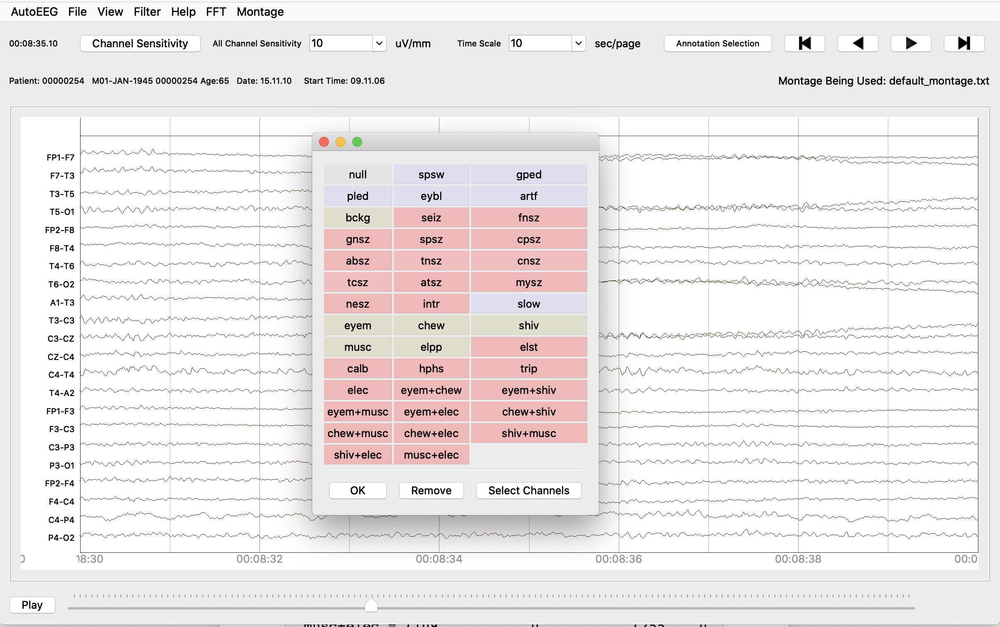 AutoEEG File View Filter Help FFT Montage
00:08:35.10 Channel Sensitivity All Channel Sensitivity 10 uV/mm Time Scale 10 sec/page Annotation Selection
Patient: 00000254 M01-JAN-1945 00000254 Age:65 Date: 15.11.10 Start Time: 09.11.06 Montage Being Used: default_montage.txt
FP1-F7
F7-T3
T3-T5
T5-O1
FP2-F8
F8-T4
T4-T6
T6-O2
A1-T3
T3-C3
C3-CZ
CZ-C4
C4-T4
T4-A2
FP1-F3
F3-C3
C3-P3
P3-O1
FP2-F4
F4-C4
C4-P4
P4-O2
null spsw gped
pled eybl artf
bckg seiz fnsz
gnsz spsz cpsz
absz tnsz cnsz
tcsz atsz mysz
nesz intr slow
eyem chew shiv
musc elpp elst
calb hphs trip
elec eyem+chew eyem+shiv
eyem+musc eyem+elec chew+shiv
chew+musc chew+elec shiv+musc
shiv+elec musc+elec
OK Remove Select Channels
0 18:30 00:08:32 00:08:34 00:08:36 00:08:38 00:0
Play